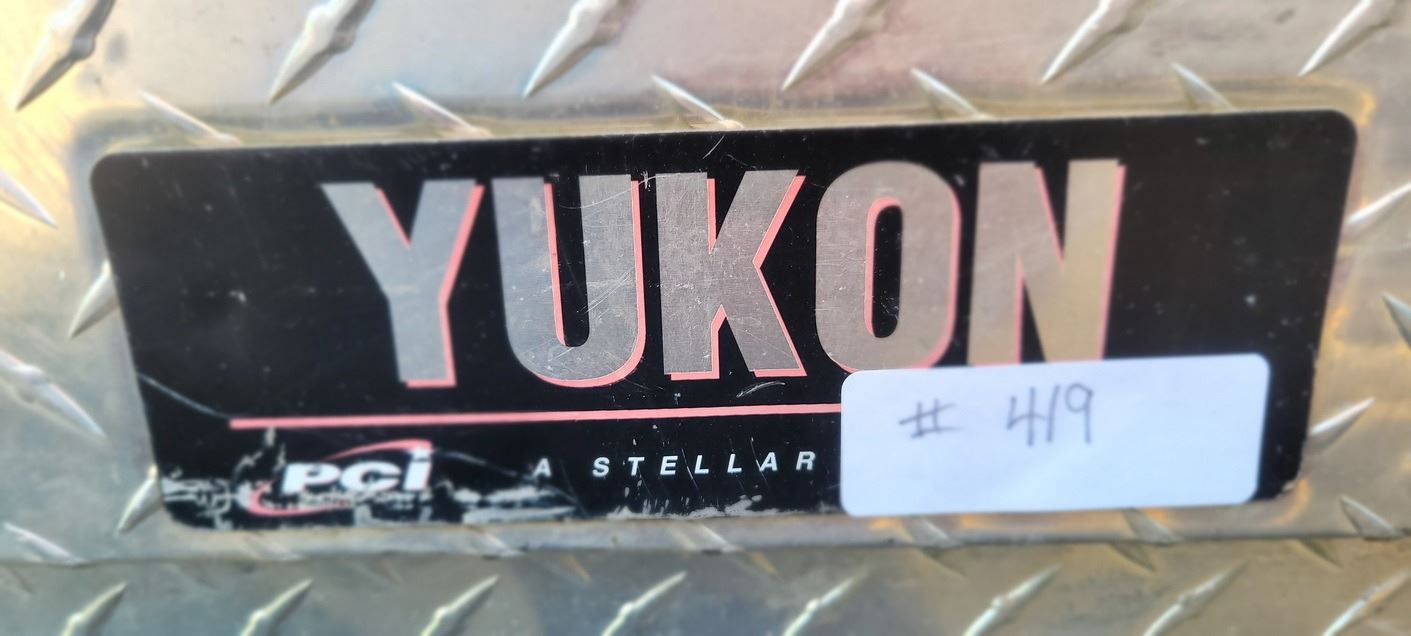 YUKON
PCi
A STELLAR
# 419